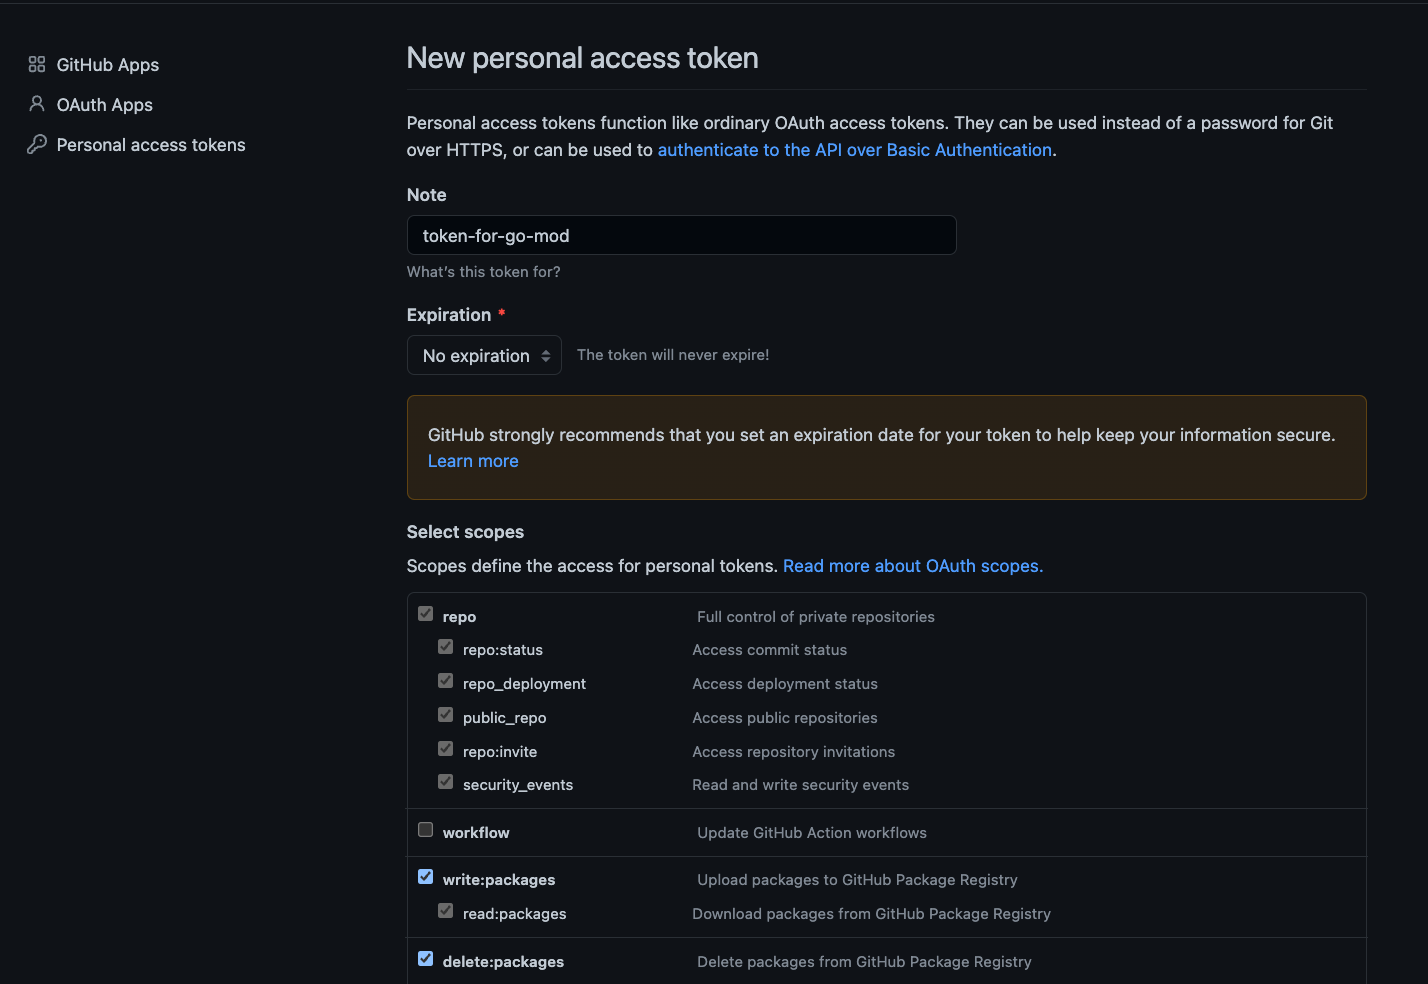 GitHub Apps
OAuth Apps
Personal access tokens
New personal access token
Personal access tokens function like ordinary OAuth access tokens. They can be used instead of a password for Git
over HTTPS, or can be used to authenticate to the API over Basic Authentication.
Note
token-for-go-mod
What's this token for?
Expiration *
No expiration The token will never expire!
GitHub strongly recommends that you set an expiration date for your token to help keep your information secure.
Learn more
Select scopes
Scopes define the access for personal tokens. Read more about OAuth scopes.
repo Full control of private repositories
repo:status Access commit status
repo_deployment Access deployment status
public_repo Access public repositories
repo:invite Access repository invitations
security_events Read and write security events
workflow Update GitHub Action workflows
write:packages Upload packages to GitHub Package Registry
read:packages Download packages from GitHub Package Registry
delete:packages Delete packages from GitHub Package Registry